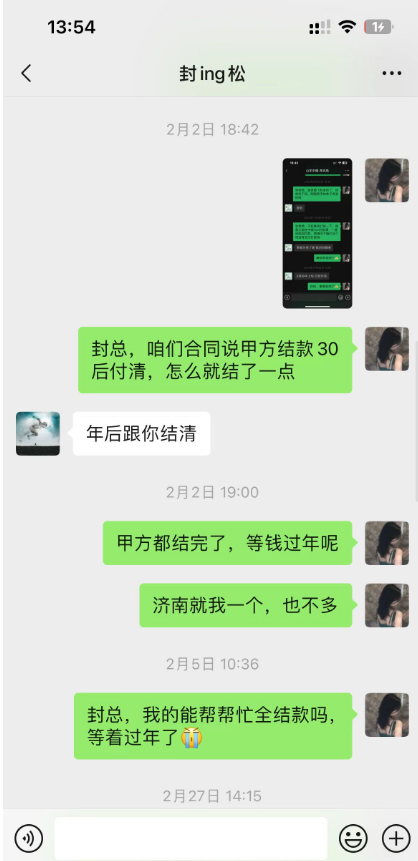 13:54
封ing松
2月2日 18:42
封总，咱们合同说甲方结款30
后付清，怎么就结了一点
年后跟你结清
2月2日 19:00
甲方都结完了，等钱过年呢
济南就我一个，也不多
2月5日 10:36
封总，我的能帮帮忙全结款吗，
等着过年了😭
2月27日 14:15